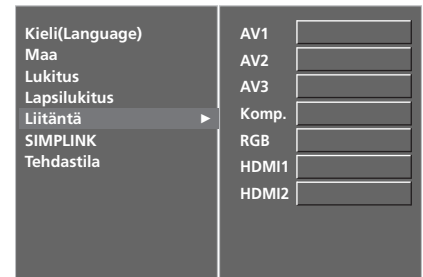 Kieli(Language)
Maa
Lukitus
Lapsilukitus
Liitäntä ►
SIMPLINK
Tehdastila
AV1
AV2
AV3
Komp.
RGB
HDMI1
HDMI2